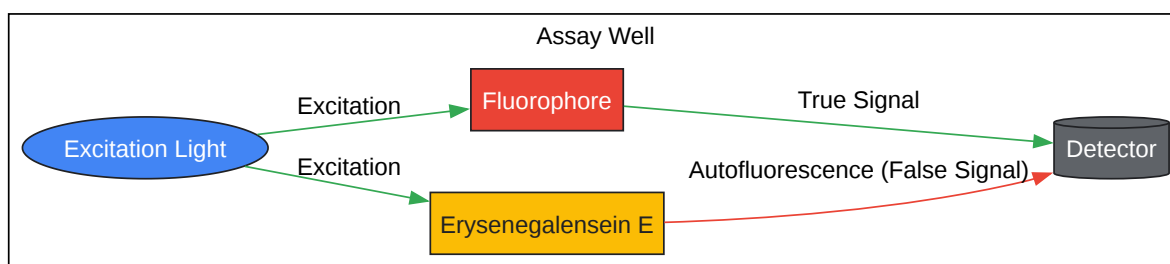 Assay Well
Excitation Light
Excitation
Excitation
Fluorophore
Erysenegalensein E
True Signal
Autofluorescence (False Signal)
Detector